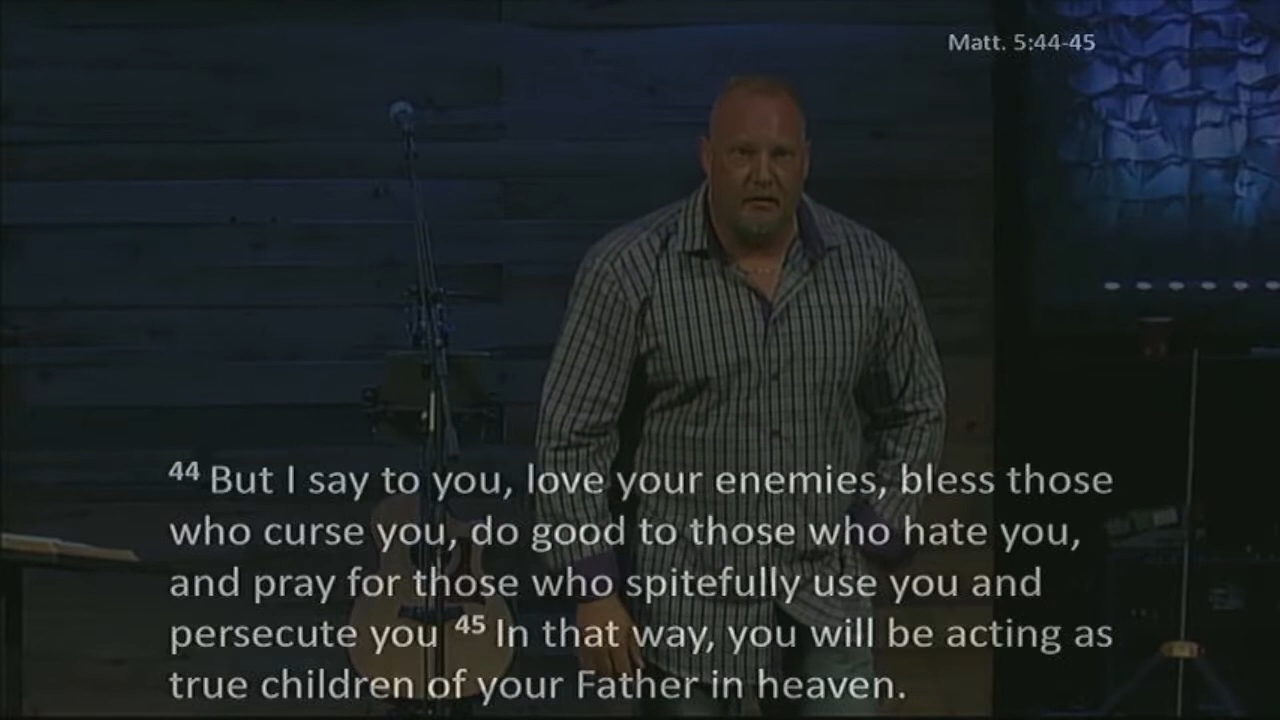 Matt. 5:44-45
44 But I say to you, love your enemies, bless those
who curse you, do good to those who hate you,
and pray for those who spitefully use you and
persecute you 45 In that way, you will be acting as
true children of your Father in heaven.